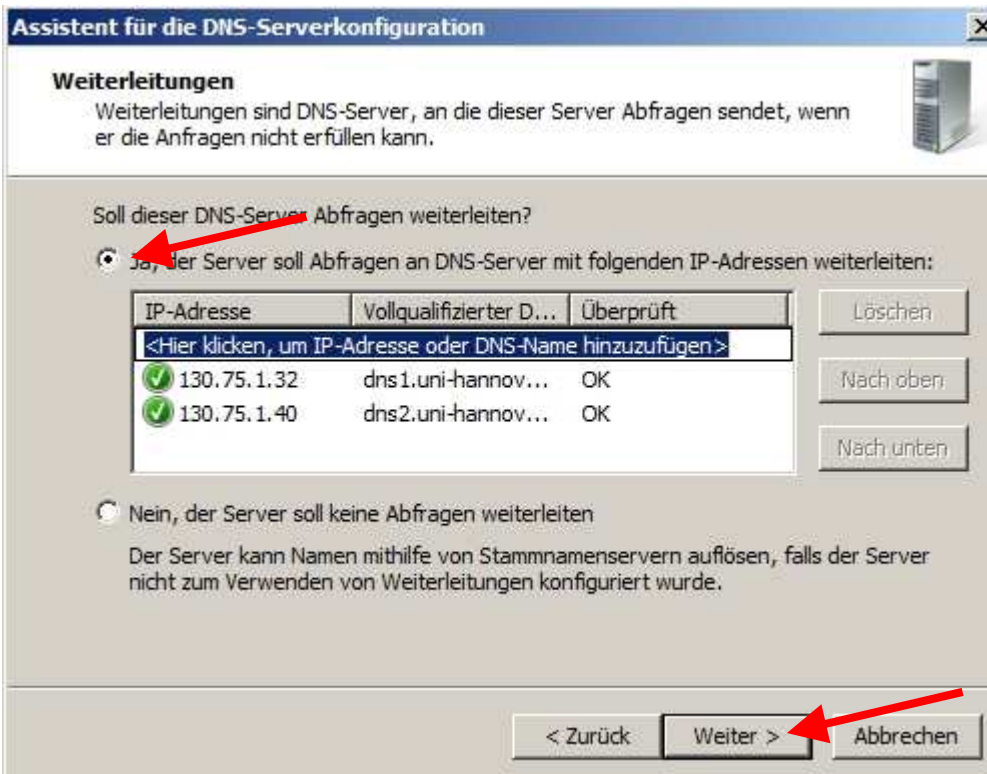 Assistent für die DNS-Serverkonfiguration
Weiterleitungen
Weiterleitungen sind DNS-Server, an die dieser Server Abfragen sendet, wenn
er die Anfragen nicht erfüllen kann.
Soll dieser DNS-Server Abfragen weiterleiten?
Ja, der Server soll Abfragen an DNS-Server mit folgenden IP-Adressen weiterleiten:
IP-Adresse Vollqualifizierter D... Überprüft Löschen
<Hier klicken, um IP-Adresse oder DNS-Name hinzuzufügen>
130.75.1.32 dns1.uni-hannov... OK Nach oben
130.75.1.40 dns2.uni-hannov... OK
Nach unten
Nein, der Server soll keine Abfragen weiterleiten
Der Server kann Namen mithilfe von Stammnamenservern auflösen, falls der Server
nicht zum Verwenden von Weiterleitungen konfiguriert wurde.
< Zurück Weiter > Abbrechen